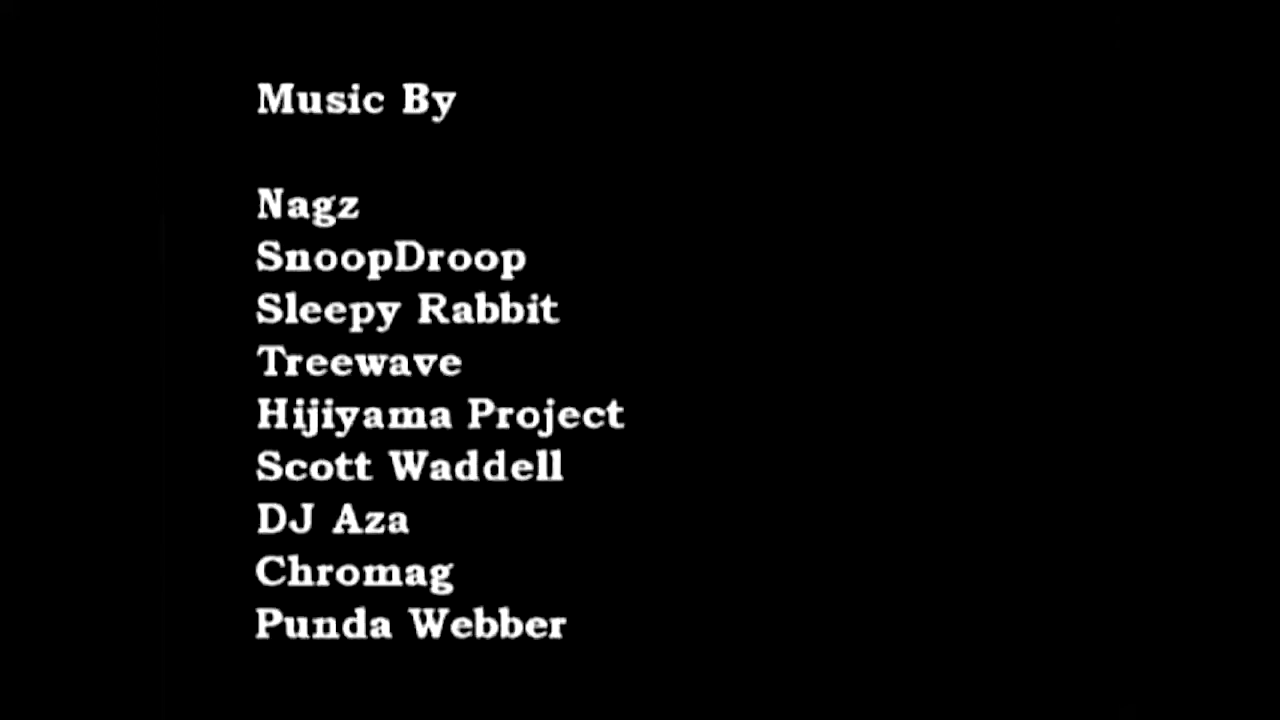 Music By
Nagz
SnoopDroop
Sleepy Rabbit
Treewave
Hijiyama Project
Scott Waddell
DJ Aza
Chromag
Punda Webber